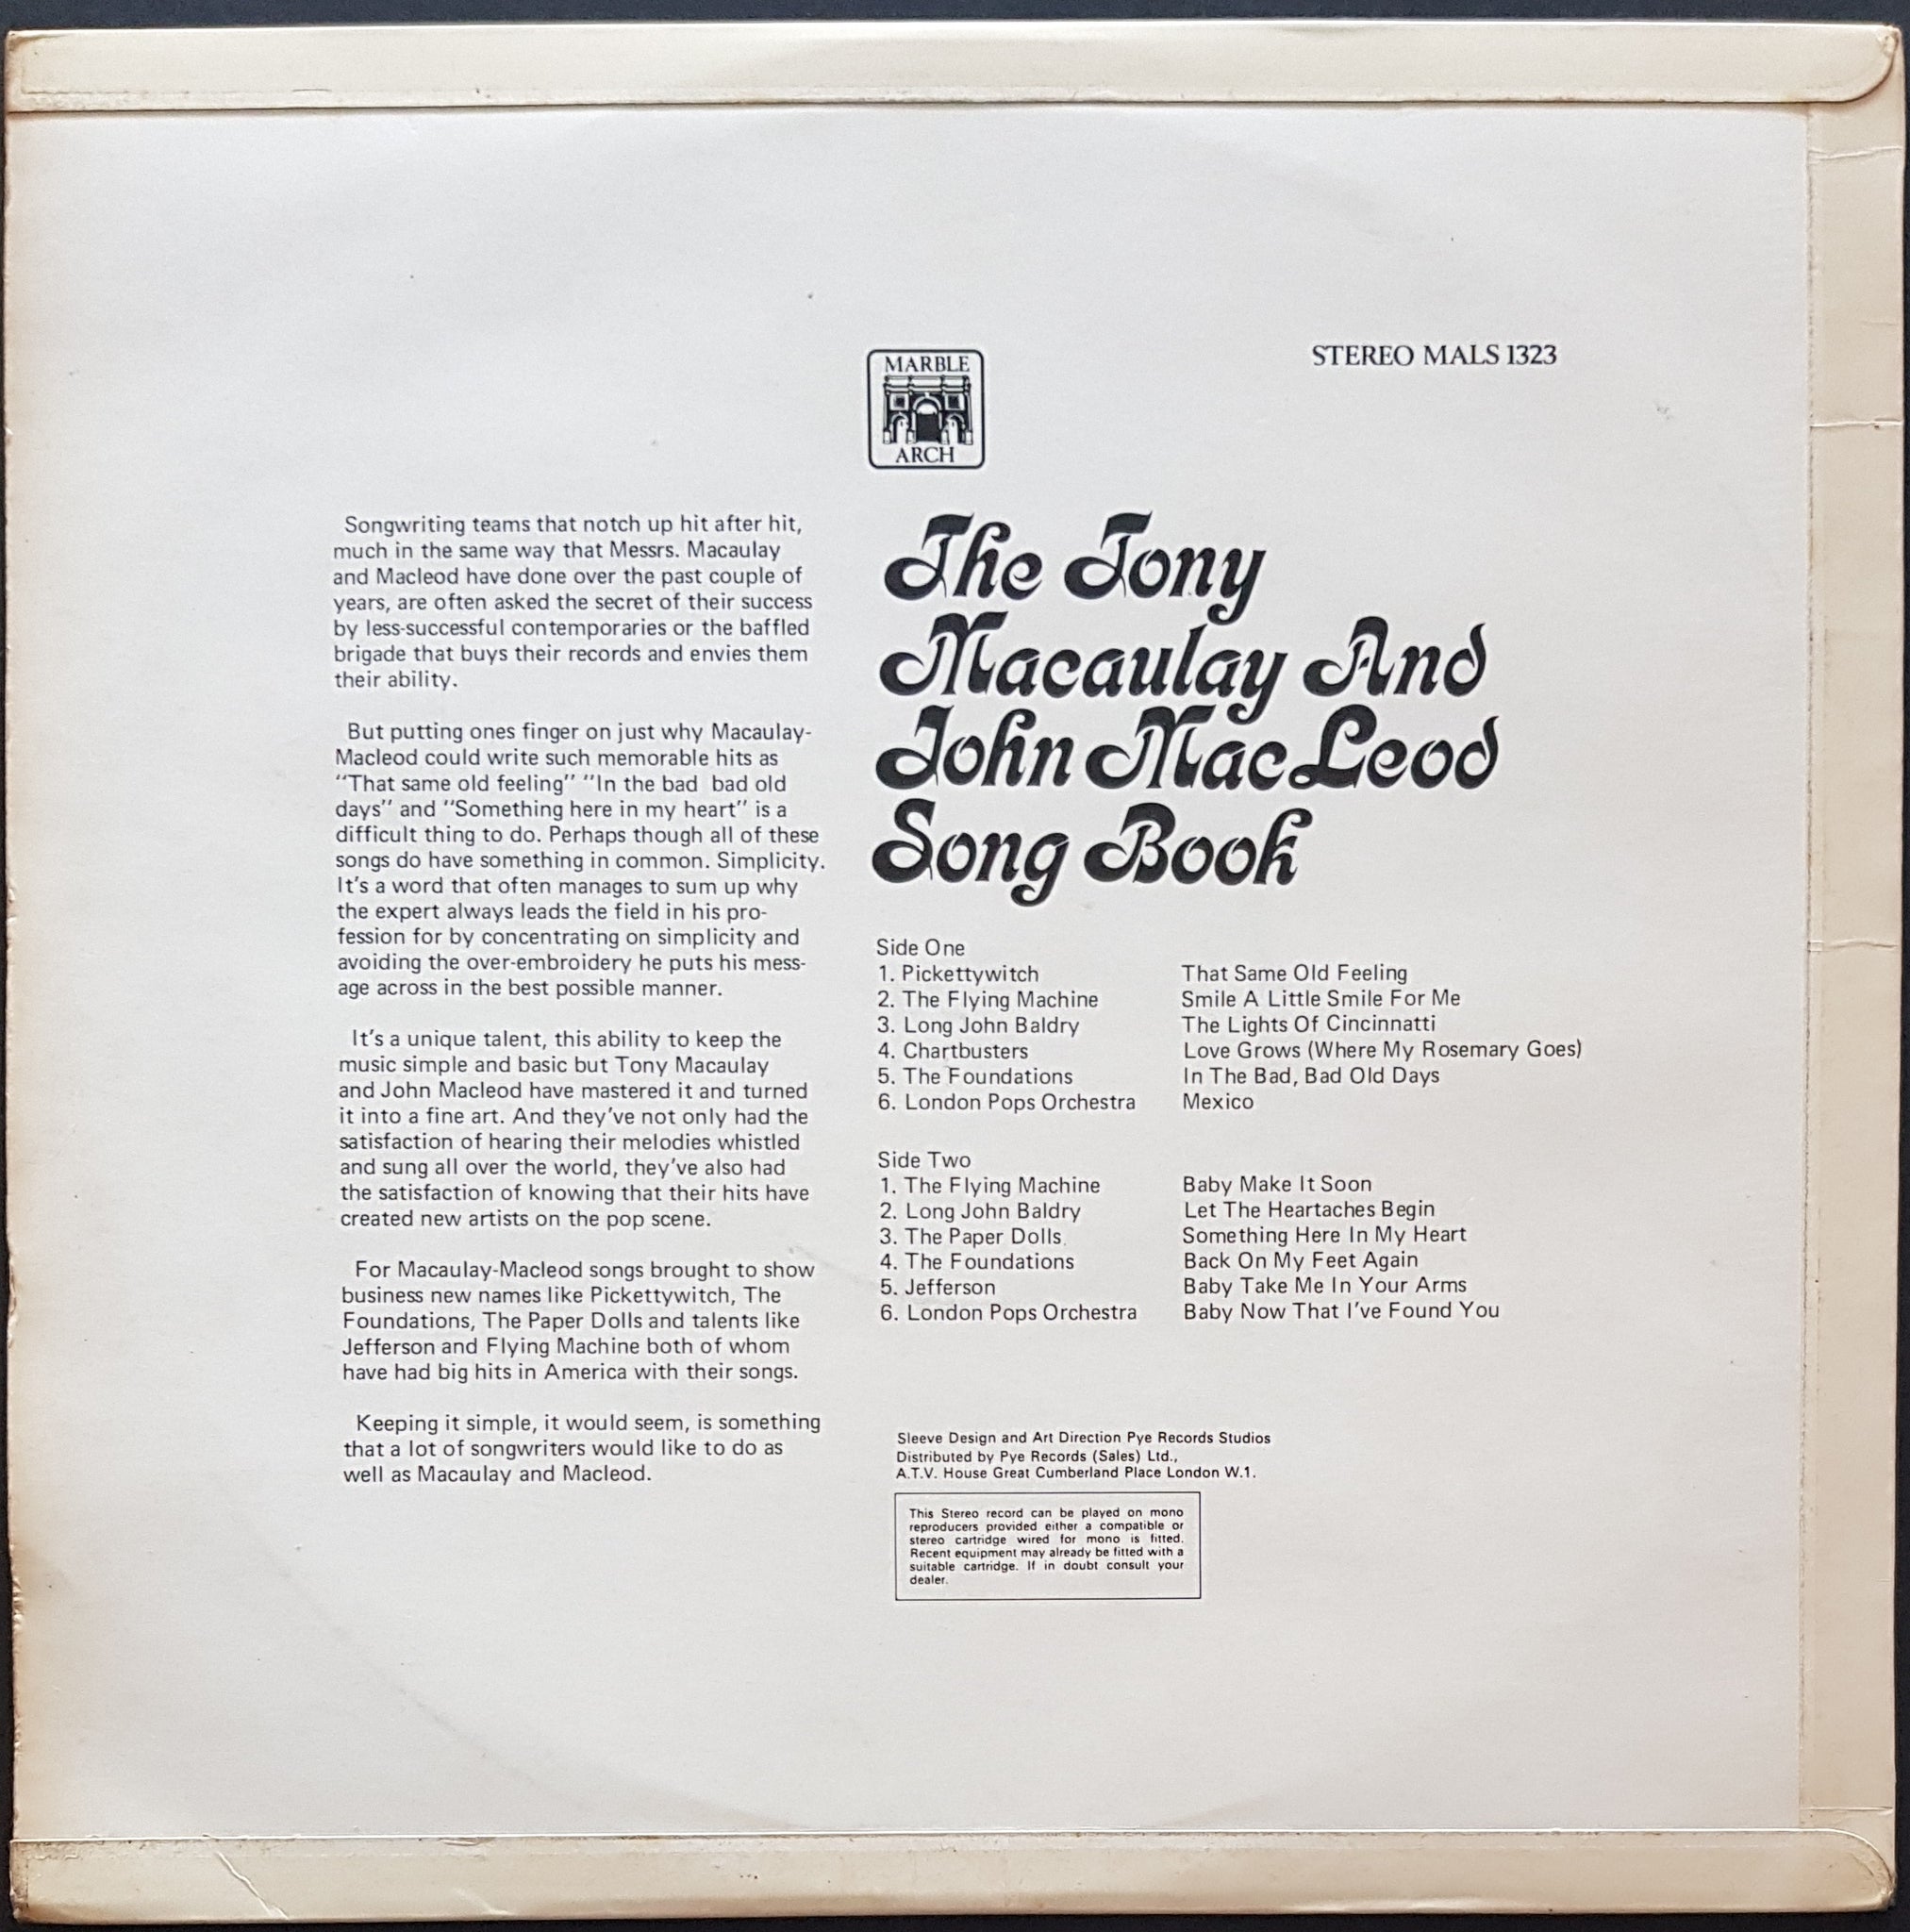 MARBLE
ARCH
STEREO MALS 1323
Songwriting teams that notch up hit after hit,
much in the same way that Messrs. Macaulay
and Macleod have done over the past couple of
years, are often asked the secret of their success
by less-successful contemporaries or the baffled
brigade that buys their records and envies them
their ability.
But putting ones finger on just why Macaulay-
Macleod could write such memorable hits as
"That same old feeling" "In the bad bad old
days" and "Something here in my heart" is a
difficult thing to do. Perhaps though all of these
songs do have something in common. Simplicity.
It's a word that often manages to sum up why
the expert always leads the field in his pro-
fession for by concentrating on simplicity and
avoiding the over-embroidery he puts his mess-
age across in the best possible manner.
It's a unique talent, this ability to keep the
music simple and basic but Tony Macaulay
and John Macleod have mastered it and turned
it into a fine art. And they've not only had the
satisfaction of hearing their melodies whistled
and sung all over the world, they've also had
the satisfaction of knowing that their hits have
created new artists on the pop scene.
For Macaulay-Macleod songs brought to show
business new names like Pickettywitch, The
Foundations, The Paper Dolls and talents like
Jefferson and Flying Machine both of whom
have had big hits in America with their songs.
Keeping it simple, it would seem, is something
that a lot of songwriters would like to do as
well as Macaulay and Macleod.
The Tony
Macaulay And
John MacLeod
Song Book
Side One
1. Pickettywitch That Same Old Feeling
2. The Flying Machine Smile A Little Smile For Me
3. Long John Baldry The Lights Of Cincinnatti
4. Chartbusters Love Grows (Where My Rosemary Goes)
5. The Foundations In The Bad, Bad Old Days
6. London Pops Orchestra Mexico
Side Two
1. The Flying Machine Baby Make It Soon
2. Long John Baldry Let The Heartaches Begin
3. The Paper Dolls Something Here In My Heart
4. The Foundations Back On My Feet Again
5. Jefferson Baby Take Me In Your Arms
6. London Pops Orchestra Baby Now That I've Found You
Sleeve Design and Art Direction Pye Records Studios
Distributed by Pye Records (Sales) Ltd.,
A.T.V. House Great Cumberland Place London W.1.
This Stereo record can be played on mono
reproducers provided either a compatible or
stereo cartridge wired for mono is fitted.
Recent equipment may already be fitted with a
suitable cartridge. If in doubt consult your
dealer.